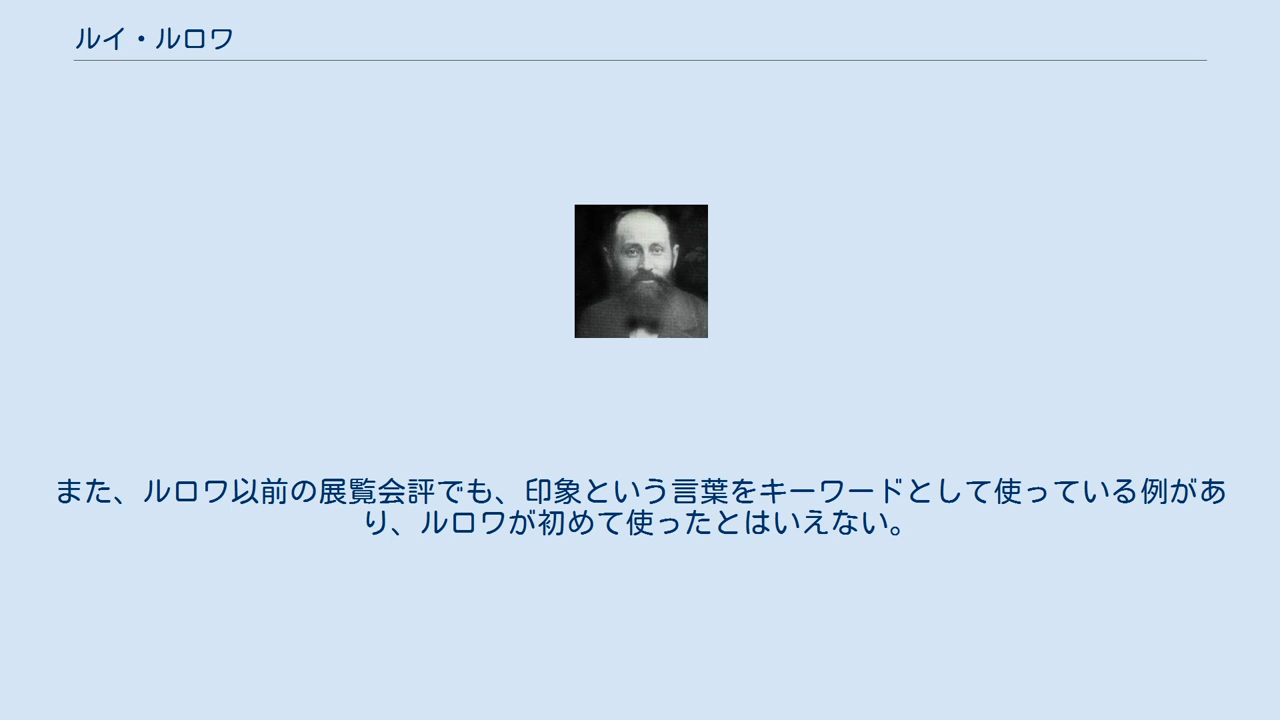 ルイ・ルロワ
また、ルロワ以前の展覧会評でも、印象という言葉をキーワードとして使っている例があ
り、ルロワが初めて使ったとはいえない。